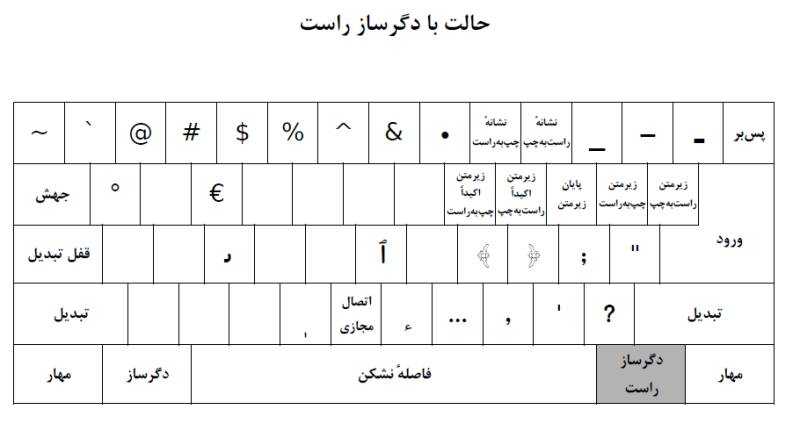 حالت با دگرساز راست
~ ` @ # $ % ^ & • نشانهٔ چپ‌به‌راست نشانهٔ راست‌به‌چپ _ – - پس‌بر
جهش ° € زیرمتن اکیداً چپ‌به‌راست زیرمتن اکیداً راست‌به‌چپ پایان زیرمتن زیرمتن چپ‌به‌راست زیرمتن راست‌به‌چپ
قفل تبدیل ٱ ﴾ ﴿ ; " ورود
تبدیل اتصال مجازی ء ... , ' ? تبدیل
مهار دگرساز فاصلهٔ نشکن دگرساز راست مهار